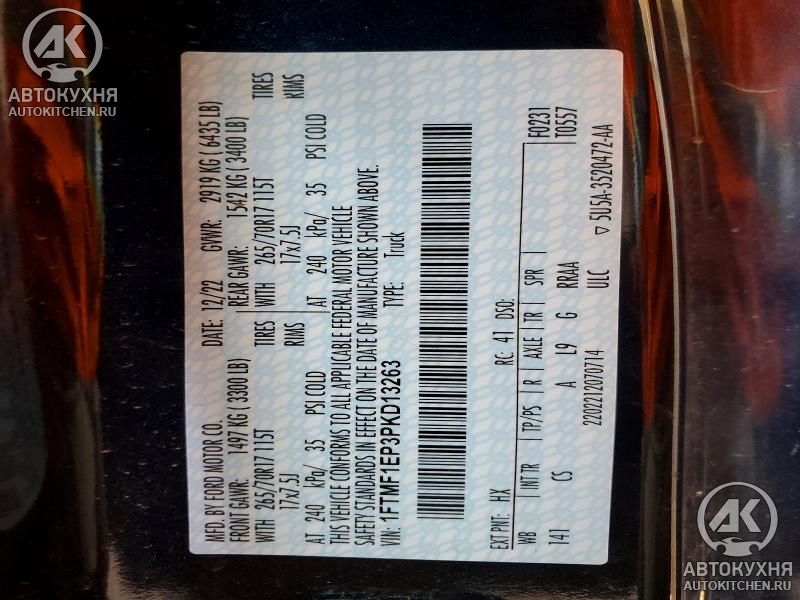 AK
АВТОКУХНЯ
AUTOKITCHEN.RU
MFD. BY FORD MOTOR CO.
DATE: 12/22 GVWR: 2919 KG ( 6435 LB)
FRONT GAWR: 1497 KG ( 3300 LB) REAR GAWR: 1542 KG ( 3400 LB)
WITH 265/70R17 115T TIRES WITH 265/70R17 115T TIRES
17x7.5J RIMS 17x7.5J RIMS
AT 240 kPa/ 35 PSI COLD AT 240 kPa/ 35 PSI COLD
THIS VEHICLE CONFORMS TO ALL APPLICABLE FEDERAL MOTOR VEHICLE
SAFETY STANDARDS IN EFFECT ON THE DATE OF MANUFACTURE SHOWN ABOVE.
VIN: 1FTMF1EP3PKD13263 TYPE: Truck
F0231
T0557
EXT PNT: HX RC: 41 DSO:
WB INT TR TP/PS R AXLE TR SPR
141 CS A L9 G RRAA
2202212070714 ULC ▽ 5U5A-3520472-AA
AK
АВТОКУХНЯ
AUTOKITCHEN.RU